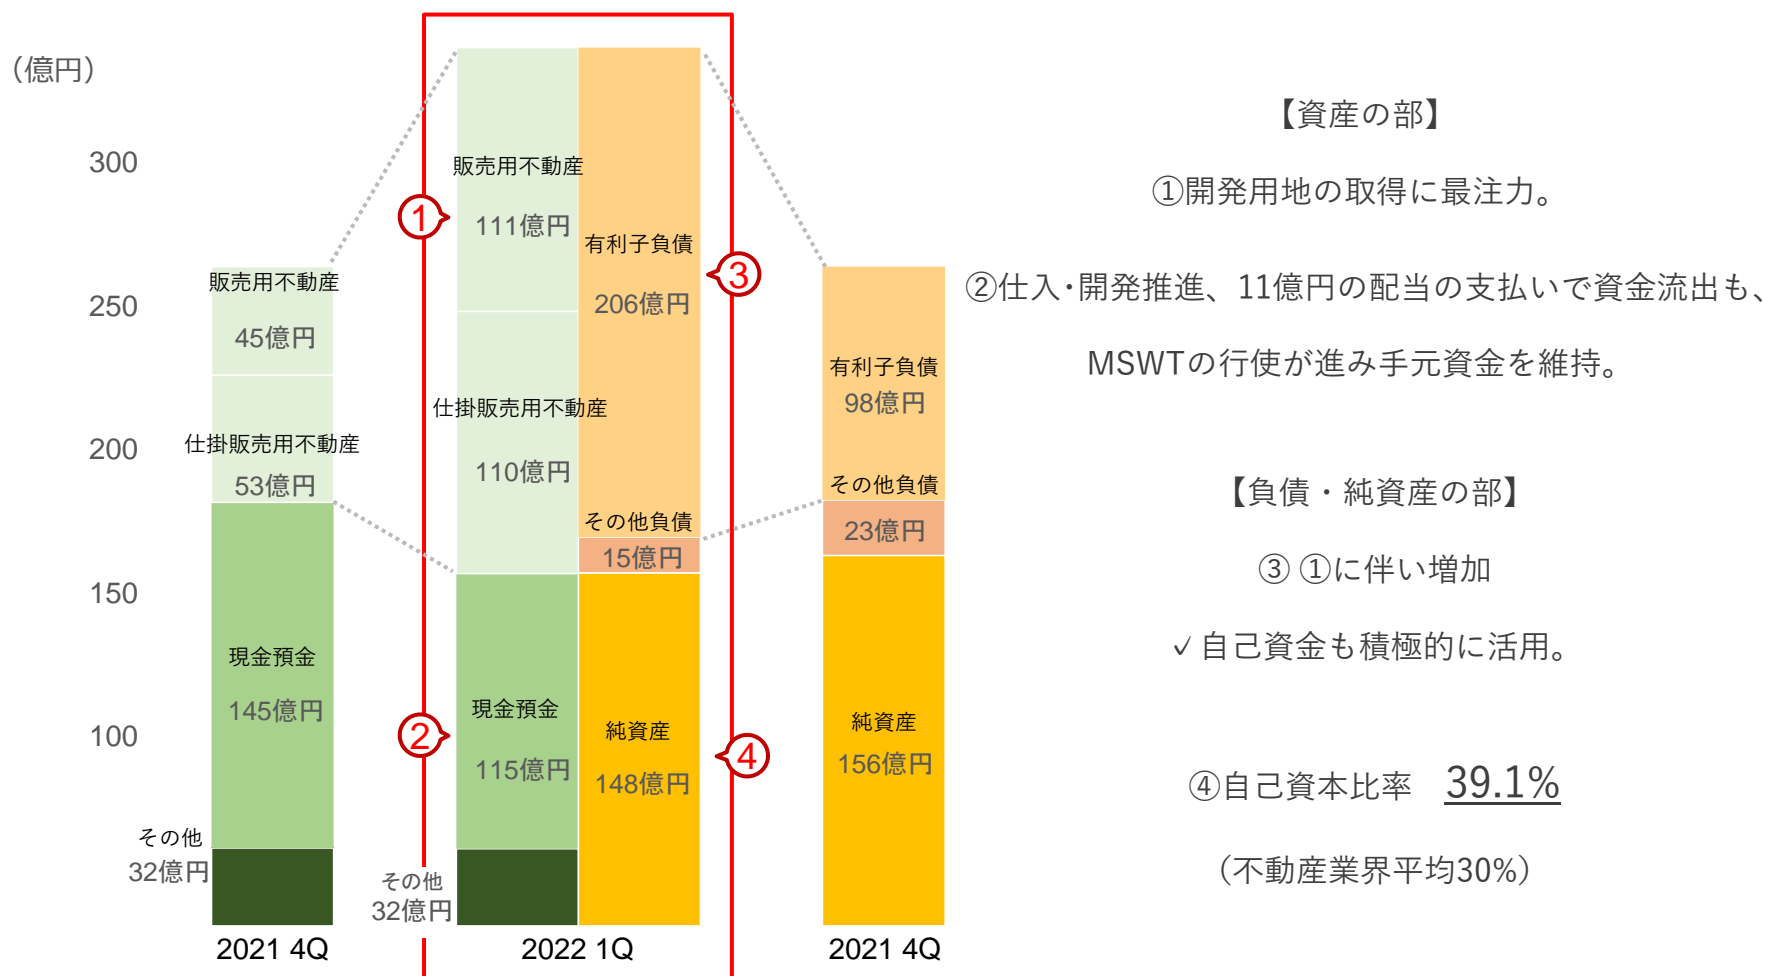 (億円)
300
250
200
150
100
販売用不動産
45億円
仕掛販売用不動産
53億円
現金預金
145億円
その他
32億円
2021 4Q
販売用不動産
111億円
仕掛販売用不動産
110億円
現金預金
115億円
その他
32億円
有利子負債
206億円
その他負債
15億円
純資産
148億円
1
2
3
4
2022 1Q
有利子負債
98億円
その他負債
23億円
純資産
156億円
2021 4Q
【資産の部】
①開発用地の取得に最注力。
②仕入・開発推進、11億円の配当の支払いで資金流出も、
MSWTの行使が進み手元資金を維持。
【負債・純資産の部】
③ ①に伴い増加
✓自己資金も積極的に活用。
④自己資本比率 39.1%
(不動産業界平均30%)